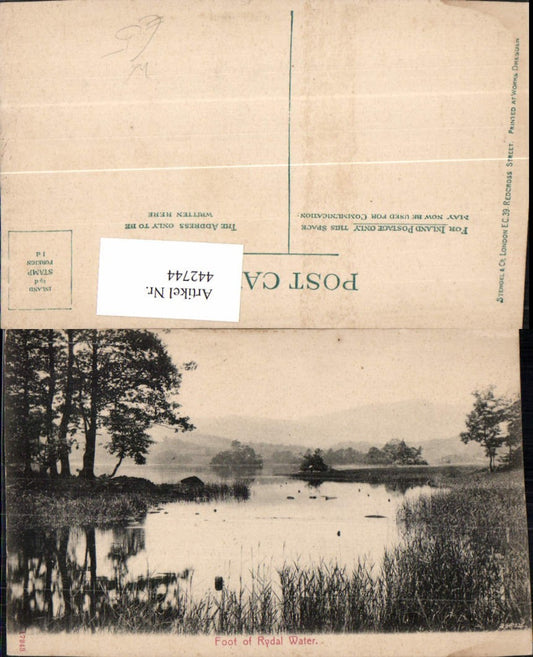 POST CA
For Inland Postage only this Space
may now be used for Communication.
The Address only to be
written here
INLAND
½d
STAMP
FOREIGN
1d
Artikel Nr.
442744
Stengel & Co, London E.C. 39 Redcross Street. Printed at Works Dresden
Foot of Rydal Water.